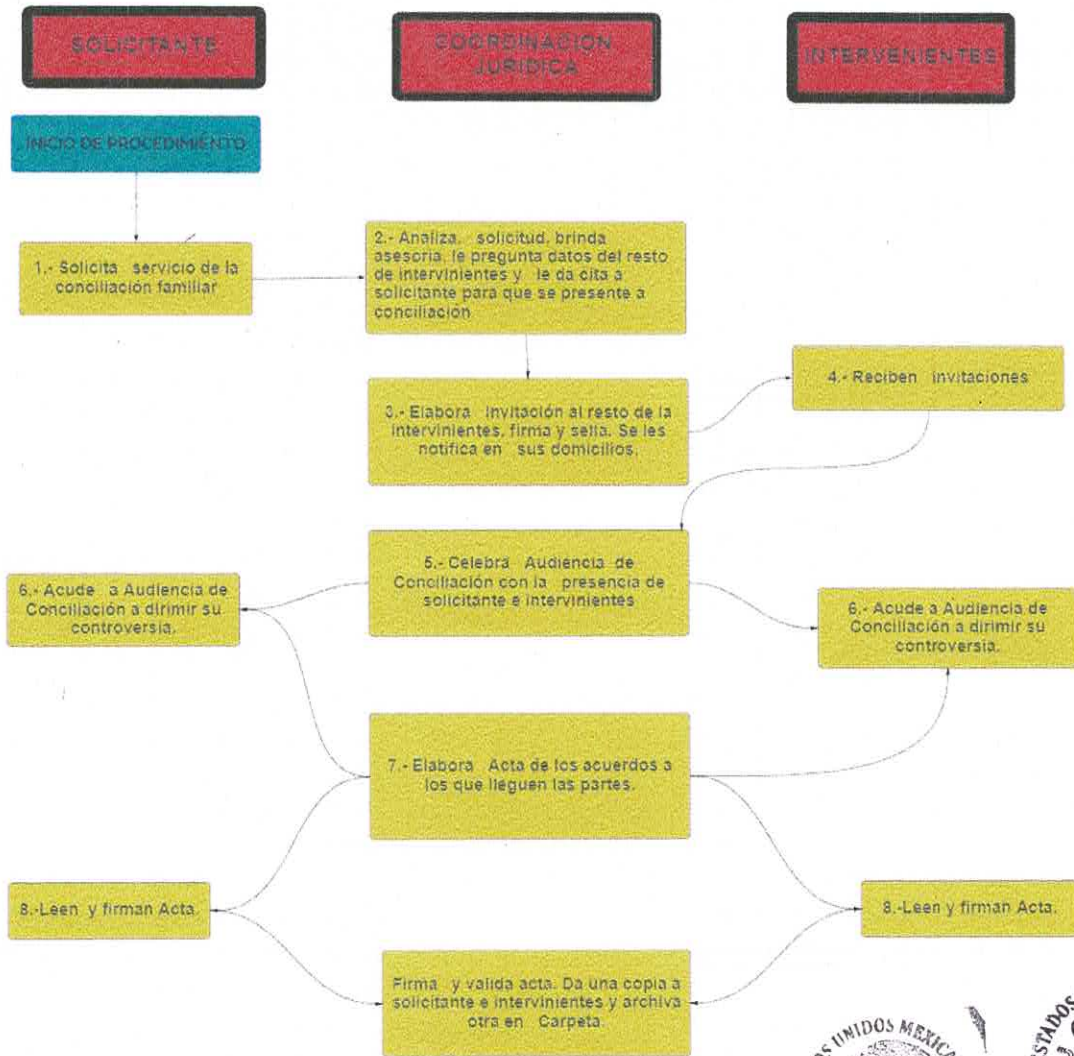 SOLICITANTE
COORDINACION
JURIDICA
INTERVENIENTES
INICIO DE PROCEDIMIENTO
1.- Solicita servicio de la
conciliación familiar
2.- Analiza, solicitud, brinda
asesoria, le pregunta datos del resto
de intervinientes y le da cita a
solicitante para que se presente a
conciliación
3.- Elabora invitación al resto de la
intervinientes, firma y sella. Se les
notifica en sus domicilios.
4.- Reciben invitaciones
5.- Celebra Audiencia de
Conciliación con la presencia de
solicitante e intervinientes
6.- Acude a Audiencia de
Conciliación a dirimir su
controversia.
6.- Acude a Audiencia de
Conciliación a dirimir su
controversia.
7.- Elabora Acta de los acuerdos a
los que lleguen las partes.
8.-Leen y firman Acta.
8.-Leen y firman Acta.
Firma y valida acta. Da una copia a
solicitante e intervinientes y archiva
otra en Carpeta.
UNIDOS MEXICA
ESTADOS